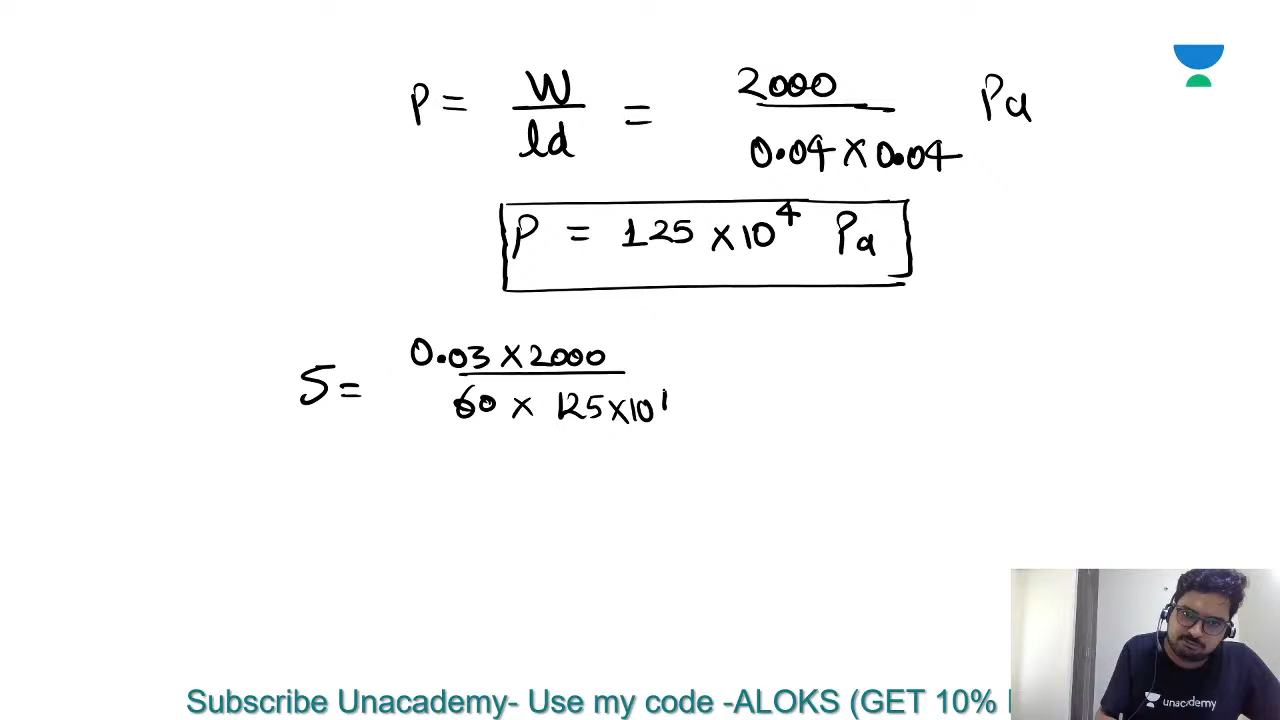 P = W / ld = 2000 / 0.04 × 0.04 Pa
P = 125 × 10⁴ Pa
S = 0.03 × 2000 / 60 × 125 × 10
Subscribe Unacademy- Use my code -ALOKS (GET 10%
unacademy